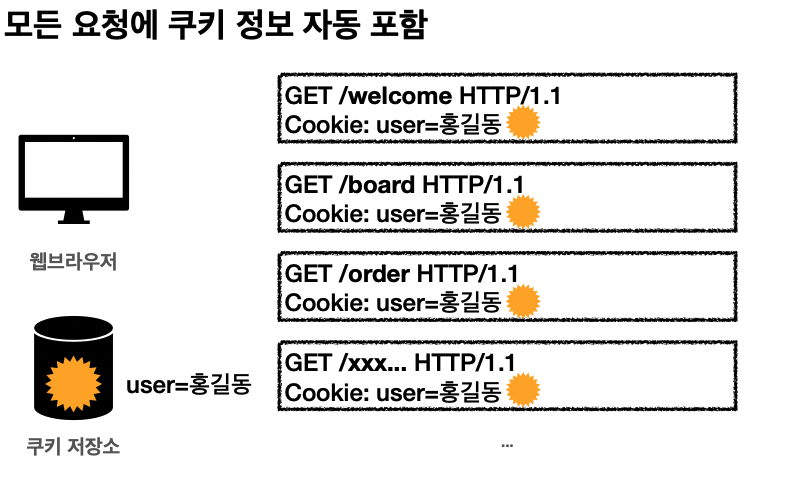 모든 요청에 쿠키 정보 자동 포함
GET /welcome HTTP/1.1
Cookie: user=홍길동
GET /board HTTP/1.1
Cookie: user=홍길동
웹브라우저
GET /order HTTP/1.1
Cookie: user=홍길동
GET /xxx... HTTP/1.1
Cookie: user=홍길동
user=홍길동
쿠키 저장소
...